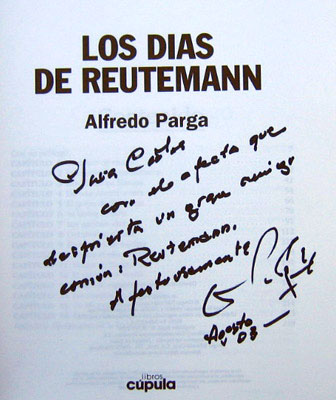 LOS DIAS
DE REUTEMANN
Alfredo Parga
Para Carlos
con el afecto que
despierta un gran amigo
común: Reutemann.
Afectuosamente
Agosto
03
libros
cúpula